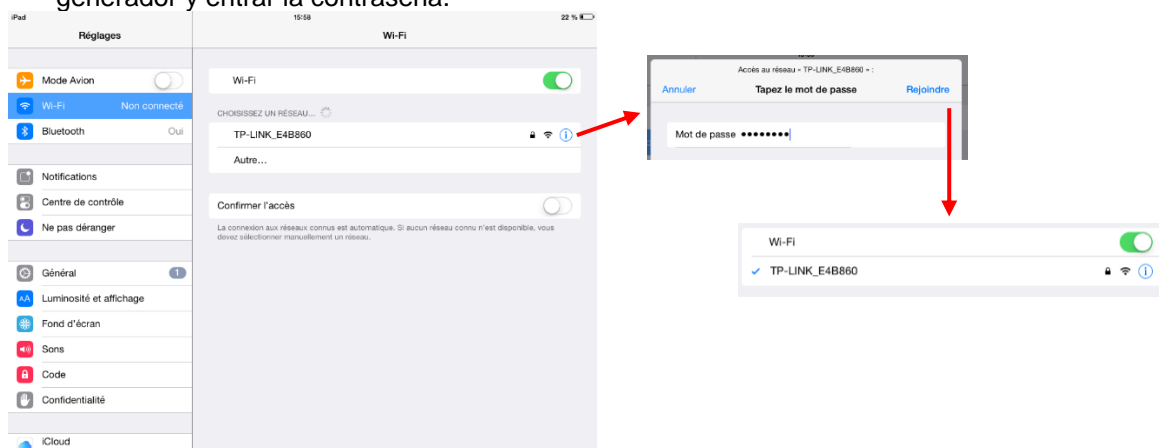 generador y entrar la contraseña.
iPad 15:58 22 %
Réglages
Wi-Fi
Mode Avion
Wi-Fi Non connecté
Bluetooth Oui
Notifications
Centre de contrôle
Ne pas déranger
Général 1
AA Luminosité et affichage
Fond d'écran
Sons
Code
Confidentialité
iCloud
Wi-Fi
CHOISISSEZ UN RÉSEAU...
TP-LINK_E4B860
Autre...
Confirmer l'accès
La connexion aux réseaux connus est automatique. Si aucun réseau connu n'est disponible, vous
devez sélectionner manuellement un réseau.
Accès au réseau « TP-LINK_E4B860 » :
Annuler Tapez le mot de passe Rejoindre
Mot de passe ••••••••
Wi-Fi
✓ TP-LINK_E4B860